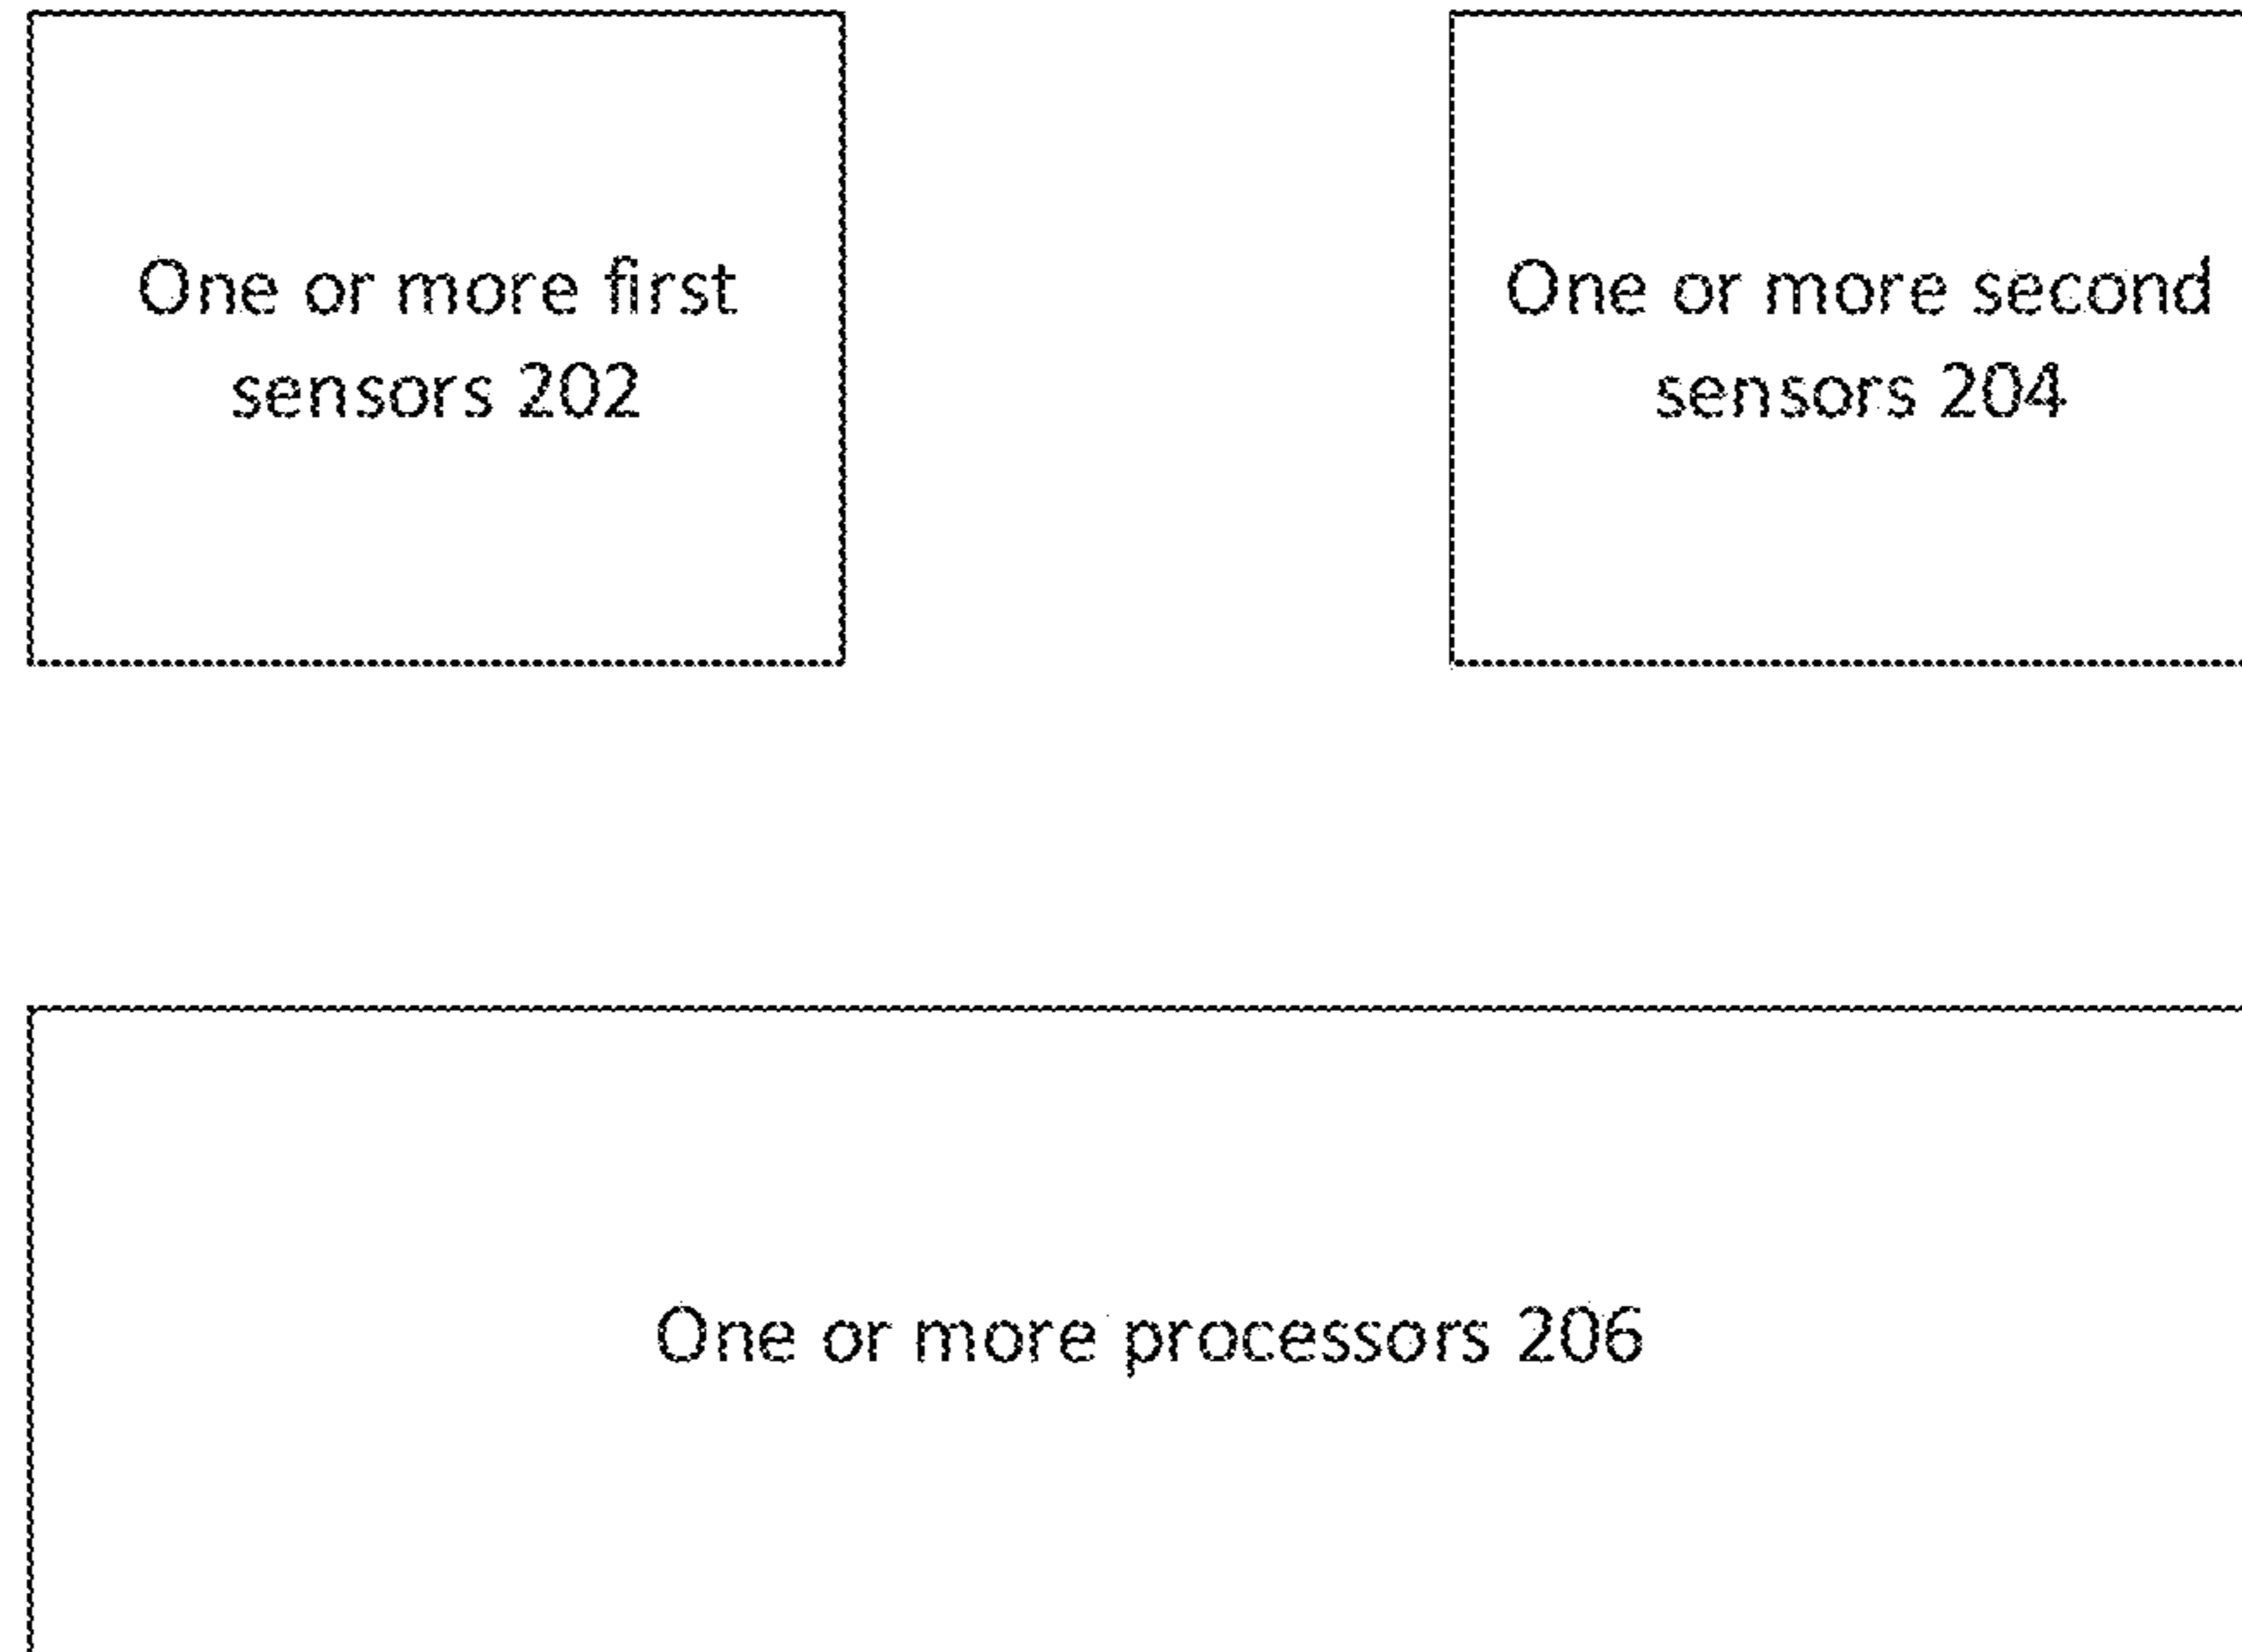 One or more first
sensors 202
One or more second
sensors 204
One or more processors 206